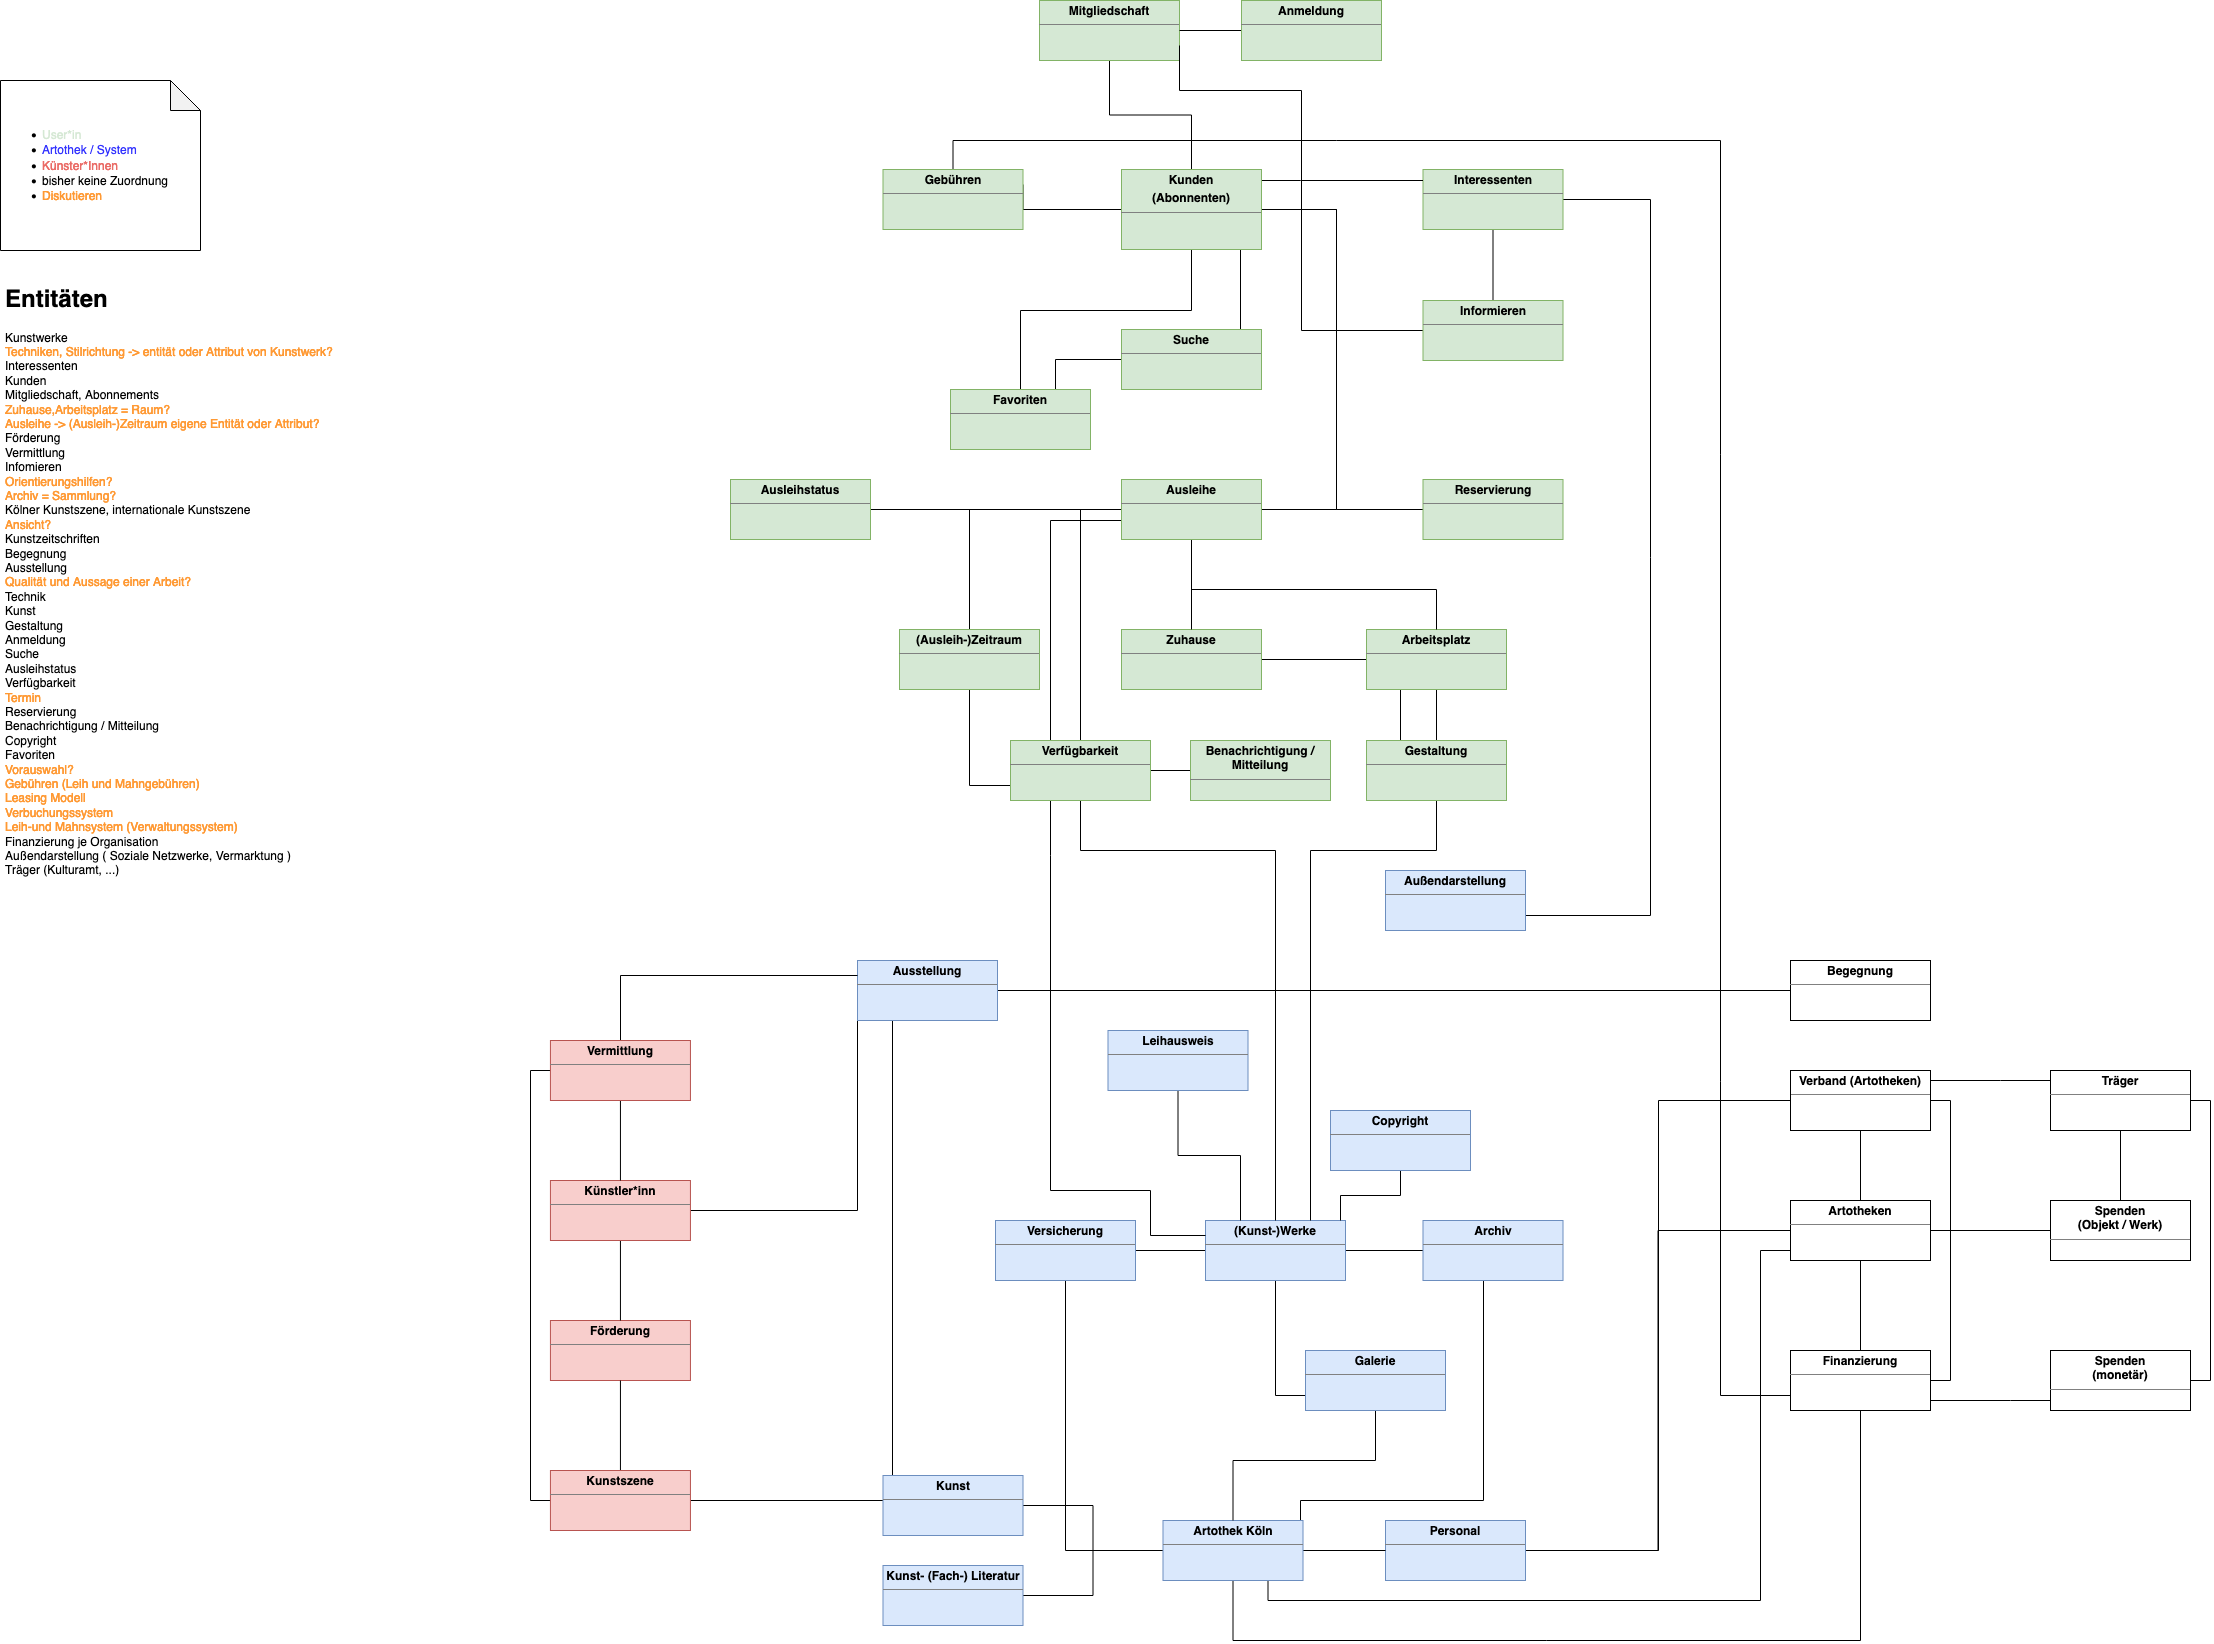 Mitgliedschaft
Anmeldung
User*in
Artothek / System
Künster*Innen
bisher keine Zuordnung
Diskutieren
Gebühren
Kunden
(Abonnenten)
Interessenten
Informieren
Suche
Favoriten
Entitäten
Kunstwerke
Techniken, Stilrichtung -> entität oder Attribut von Kunstwerk?
Interessenten
Kunden
Mitgliedschaft, Abonnements
Zuhause,Arbeitsplatz = Raum?
Ausleihe -> (Ausleih-)Zeitraum eigene Entität oder Attribut?
Förderung
Vermittlung
Infomieren
Orientierungshilfen?
Archiv = Sammlung?
Kölner Kunstszene, internationale Kunstszene
Ansicht?
Kunstzeitschriften
Begegnung
Ausstellung
Qualität und Aussage einer Arbeit?
Technik
Kunst
Gestaltung
Anmeldung
Suche
Ausleihstatus
Verfügbarkeit
Termin
Reservierung
Benachrichtigung / Mitteilung
Copyright
Favoriten
Vorauswahl?
Gebühren (Leih und Mahngebühren)
Leasing Modell
Verbuchungssystem
Leih-und Mahnsystem (Verwaltungssystem)
Finanzierung je Organisation
Außendarstellung ( Soziale Netzwerke, Vermarktung )
Träger (Kulturamt, ...)
Ausleihstatus
Ausleihe
Reservierung
(Ausleih-)Zeitraum
Zuhause
Arbeitsplatz
Verfügbarkeit
Benachrichtigung /
Mitteilung
Gestaltung
Außendarstellung
Ausstellung
Begegnung
Vermittlung
Leihausweis
Copyright
Verband (Artotheken)
Träger
Künstler*inn
Versicherung
(Kunst-)Werke
Archiv
Artotheken
Spenden
(Objekt / Werk)
Förderung
Galerie
Finanzierung
Spenden
(monetär)
Kunstszene
Kunst
Artothek Köln
Personal
Kunst- (Fach-) Literatur